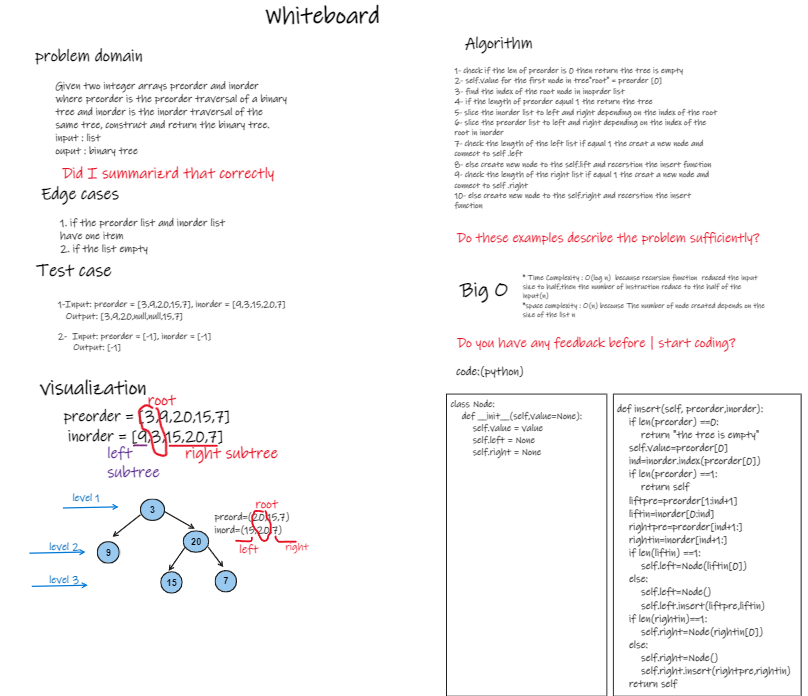 Whiteboard
problem domain
Given two integer arrays preorder and inorder
where preorder is the preorder traversal of a binary
tree and inorder is the inorder traversal of the
same tree, construct and return the binary tree.
input : list
ouput : binary tree
Did I summarizrd that correctly
Edge cases
1. if the preorder list and inorder list
have one item
2. if the list empty
Test case
1-Input: preorder = [3,9,20,15,7], inorder = [9,3,15,20,7]
Output: [3,9,20,null,null,15,7]
2- Input: preorder = [-1], inorder = [-1]
Output: [-1]
visualization
root
preorder = [3,9,20,15,7]
inorder = [9,3,15,20,7]
left
subtree
right subtree
level 1
level 2
level 3
3
9
20
15
7
root
preord=(20,15,7)
inord=(15,20,7)
left
right
Algorithm
1- check if the len of preorder is 0 then return the tree is empty
2- self.value for the first node in tree"root" = preorder [0]
3- find the index of the root node in inoprder list
4- if the length of preorder equal 1 the return the tree
5- slice the inorder list to left and right depending on the index of the root
6- slice the preorder list to left and right depending on the index of the
root in inorder
7- check the length of the left list if equal 1 the creat a new node and
connect to self .left
8- else create new node to the self.lift and recerstion the insert function
9- check the length of the right list if equal 1 the creat a new node and
connect to self .right
10- else create new node to the self.right and recerstion the insert
function
Do these examples describe the problem sufficiently?
Big O
* Time Complexity : O(log n) because recursion function reduced the input
size to half,then the number of instruction reduce to the half of the
input(n)
*space complexity : O(n) becouse The number of node created depends on the
size of the list n
Do you have any feedback before I start coding?
code:(python)
class Node:
def __init__(self,value=None):
self.value = value
self.left = None
self.right = None
def insert(self, preorder,inorder):
if len(preorder) ==0:
return "the tree is empty"
self.value=preorder[0]
ind=inorder.index(preorder[0])
if len(preorder) ==1:
return self
liftpre=preorder[1:ind+1]
liftin=inorder[0:ind]
rightpre=preorder[ind+1:]
rightin=inorder[ind+1:]
if len(liftin) ==1:
self.left=Node(liftin[0])
else:
self.left=Node()
self.left.insert(liftpre,liftin)
if len(rightin)==1:
self.right=Node(rightin[0])
else:
self.right=Node()
self.right.insert(rightpre,rightin)
return self